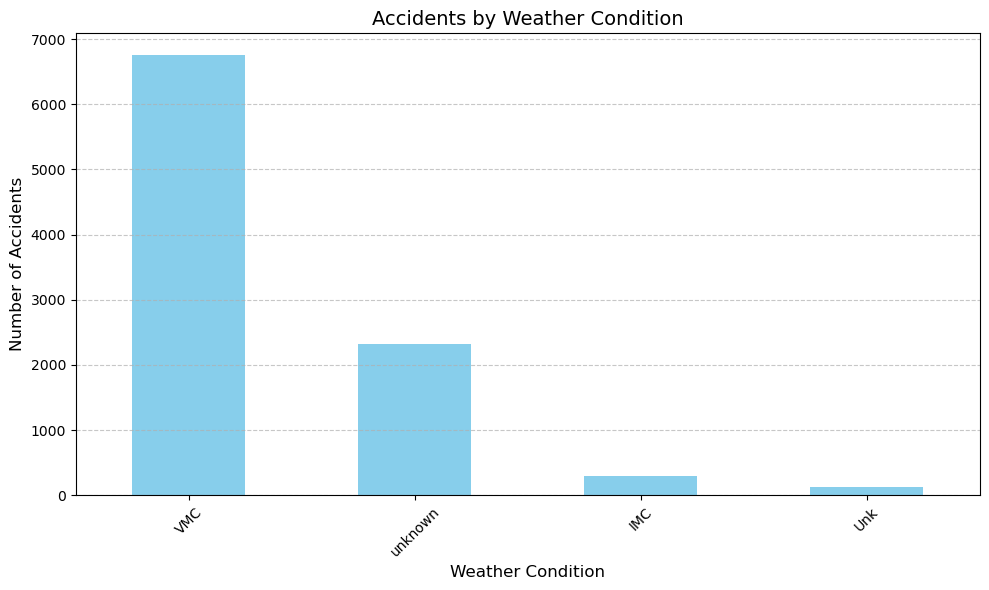 Accidents by Weather Condition
Number of Accidents
7000
6000
5000
4000
3000
2000
1000
0
VMC
unknown
IMC
Unk
Weather Condition